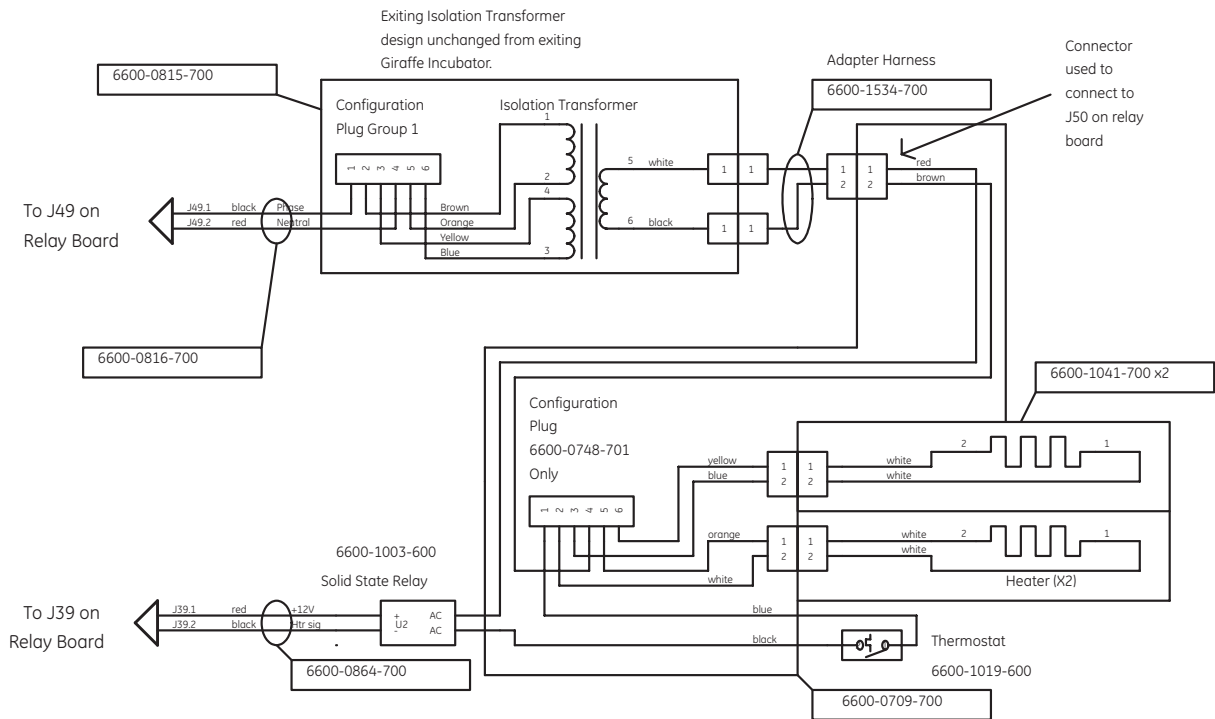 Exiting Isolation Transformer
design unchanged from exiting
Giraffe Incubator.
6600-0815-700
Configuration
Plug Group 1
Isolation Transformer
1
2
4
3
1 2 3 4 5 6
Brown
Orange
Yellow
Blue
5 white
6 black
1 1
1 1
Adapter Harness
6600-1534-700
1 1
2 2
red
brown
Connector
used to
connect to
J50 on relay
board
To J49 on
Relay Board
J49.1 black Phase
J49.2 red Neutral
6600-0816-700
6600-1041-700 x2
Configuration
Plug
6600-0748-701
Only
1 2 3 4 5 6
yellow
blue
1 1
2 2
white
white
2 1
orange
white
1 1
2 2
white
white
2 1
Heater (X2)
6600-1003-600
Solid State Relay
To J39 on
Relay Board
J39.1 red +12V
J39.2 black Htr sig
+ AC
U2
- AC
6600-0864-700
blue
black
Thermostat
6600-1019-600
6600-0709-700